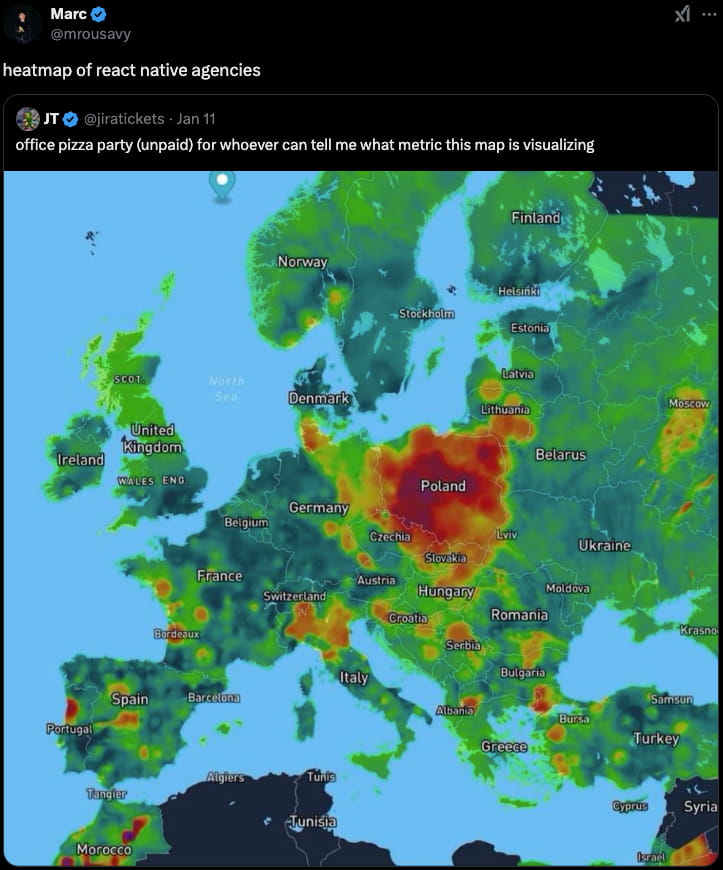 Marc
@mrousavy
heatmap of react native agencies
JT @jiratickets · Jan 11
office pizza party (unpaid) for whoever can tell me what metric this map is visualizing
Finland
Norway
Helsinki
Stockholm
Estonia
SCOT.
Latvia
North
Sea
Denmark
Moscow
Lithuania
United
Kingdom
Ireland
Belarus
WALES ENG.
Poland
Germany
Belgium
Czechia
Lviv
Ukraine
Slovakia
France
Austria
Switzerland
Hungary
Moldova
Croatia
Romania
Krasno
Bordeaux
Serbia
Italy
Bulgaria
Spain
Barcelona
Samsun
Albania
Portugal
Bursa
Greece
Turkey
Algiers
Tunis
Tangier
Cyprus
Syria
Tunisia
Morocco
Israel